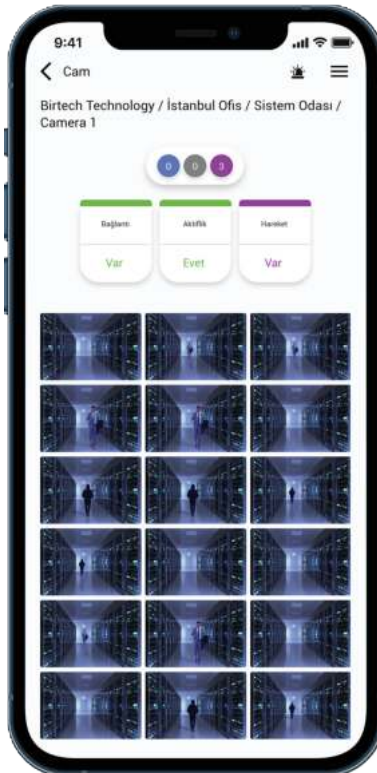 9:41
Cam
Birtech Technology / İstanbul Ofis / Sistem Odası /
Camera 1
0 0 3
Bağlantı Aktiflik Hareket
Var Evet Var